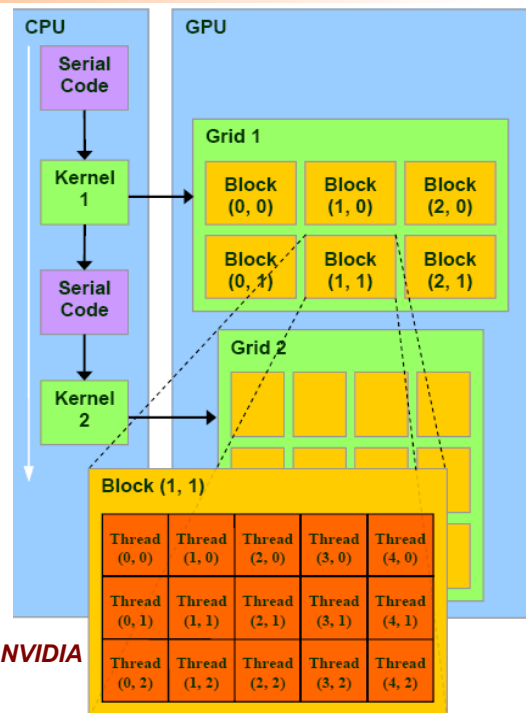 CPU
GPU
Serial
Code
Kernel
1
Serial
Code
Kernel
2
Grid 1
Block
(0, 0)
Block
(1, 0)
Block
(2, 0)
Block
(0, 1)
Block
(1, 1)
Block
(2, 1)
Grid 2
Block (1, 1)
Thread
(0, 0)
Thread
(1, 0)
Thread
(2, 0)
Thread
(3, 0)
Thread
(4, 0)
Thread
(0, 1)
Thread
(1, 1)
Thread
(2, 1)
Thread
(3, 1)
Thread
(4, 1)
Thread
(0, 2)
Thread
(1, 2)
Thread
(2, 2)
Thread
(3, 2)
Thread
(4, 2)
NVIDIA